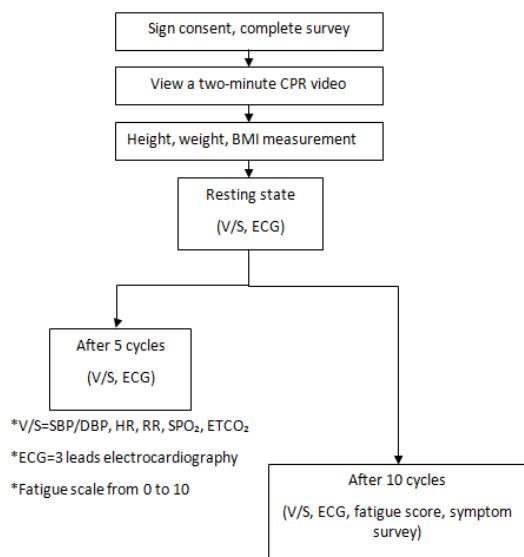 Sign consent, complete survey
View a two-minute CPR video
Height, weight, BMI measurement
Resting state
(V/S, ECG)
After 5 cycles
(V/S, ECG)
*V/S=SBP/DBP, HR, RR, SPO₂, ETCO₂
*ECG=3 leads electrocardiography
*Fatigue scale from 0 to 10
After 10 cycles
(V/S, ECG, fatigue score, symptom
survey)